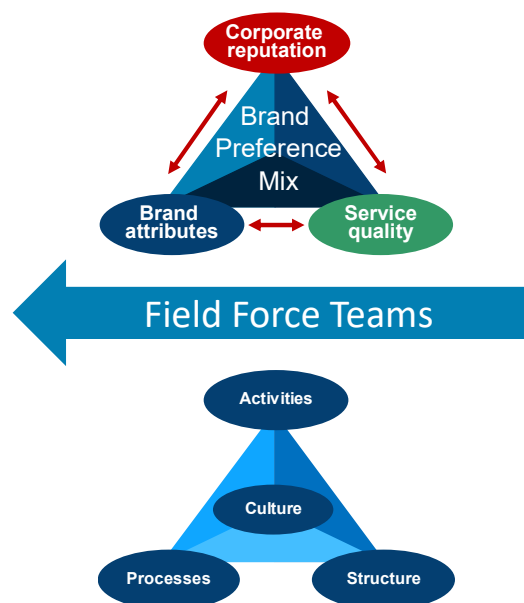 Corporate
reputation
Brand
Preference
Mix
Brand
attributes
Service
quality
Field Force Teams
Activities
Culture
Processes
Structure